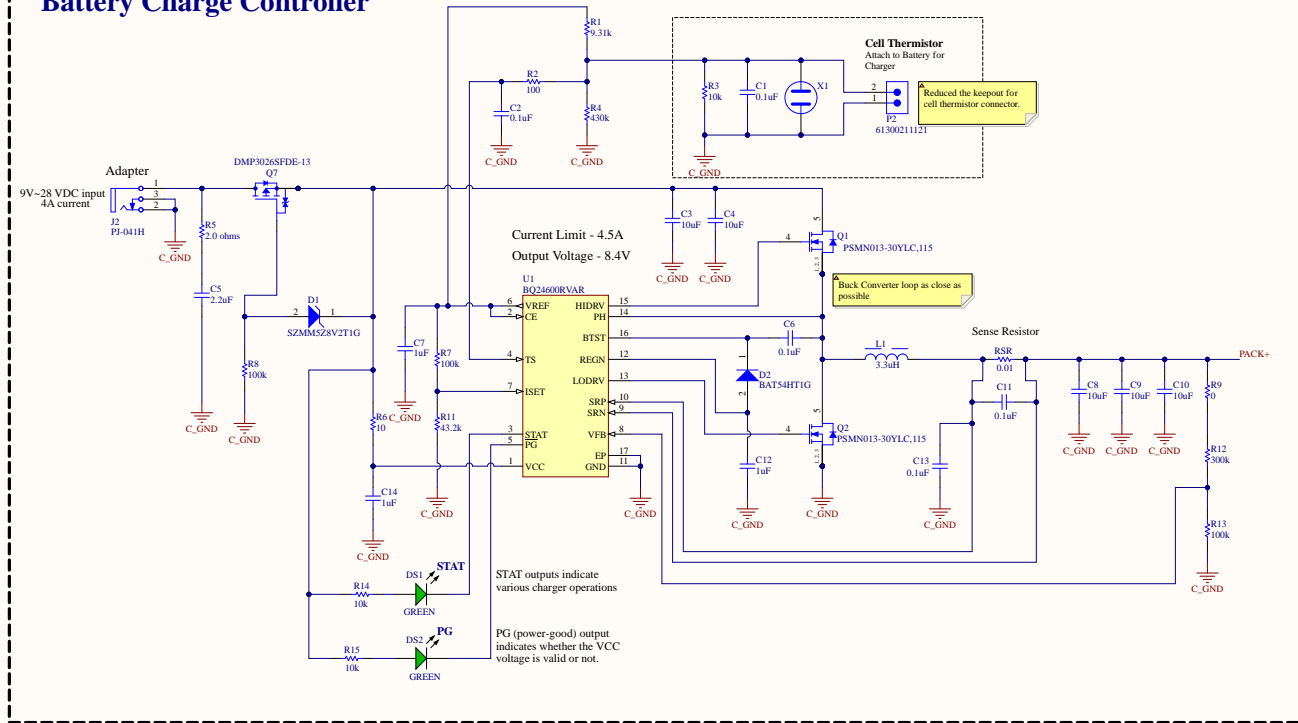 Battery Charge Controller
R1
9.31k
R2
100
C2
0.1uF
R4
430k
C_GND
C_GND
R3
10k
C1
0.1uF
X1
Cell Thermistor
Attach to Battery for
Charger
2
1
P2
61300211121
Reduced the keepout for
cell thermistor connector.
C_GND
Adapter
9V~28 VDC input
4A current
1
3
2
J2
PJ-041H
C_GND
DMP3026SFDE-13
Q7
R5
2.0 ohms
C5
2.2uF
C_GND
D1
2
1
SZMM5Z8V2T1G
R8
100k
C_GND
C3
10uF
C4
10uF
C_GND
C_GND
Current Limit - 4.5A
Output Voltage - 8.4V
5
4
Q1
PSMN013-30YLC,115
1, 2, 3
Buck Converter loop as close as
possible
U1
BQ24600RVAR
6
VREF
2
CE
4
TS
7
ISET
3
STAT
5
PG
1
VCC
HIDRV
15
PH
14
BTST
16
REGN
12
LODRV
13
SRP
10
SRN
9
VFB
8
EP
17
GND
11
C_GND
C7
1uF
C_GND
R7
100k
R11
43.2k
C_GND
R6
10
C14
1uF
C_GND
C6
0.1uF
1
D2
BAT54HT1G
2
C12
1uF
C_GND
5
4
Q2
PSMN013-30YLC,115
1, 2, 3
C_GND
L1
3.3uH
Sense Resistor
RSR
0.01
C11
0.1uF
C13
0.1uF
C_GND
PACK+
C8
10uF
C9
10uF
C10
10uF
C_GND
C_GND
C_GND
R9
0
R12
300k
R13
100k
C_GND
R14
10k
DS1
STAT
GREEN
STAT outputs indicate
various charger operations
R15
10k
DS2
PG
GREEN
PG (power-good) output
indicates whether the VCC
voltage is valid or not.